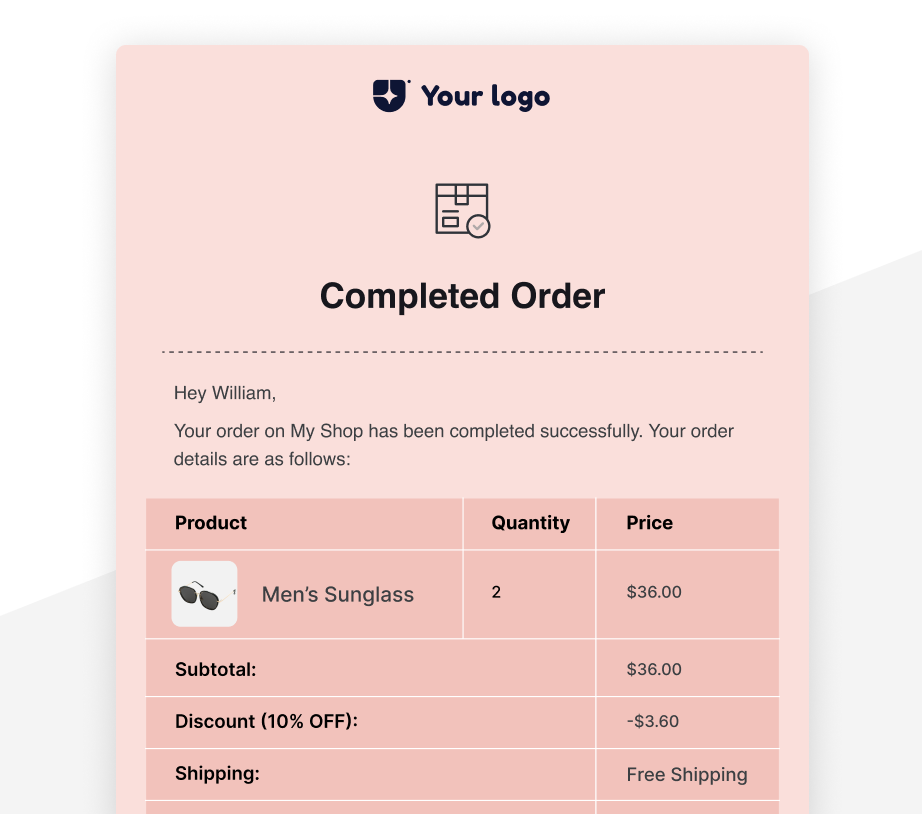 Your logo
Completed Order
Hey William,
Your order on My Shop has been completed successfully. Your order
details are as follows:
Product Quantity Price
Men’s Sunglass 2 $36.00
Subtotal: $36.00
Discount (10% OFF): -$3.60
Shipping: Free Shipping